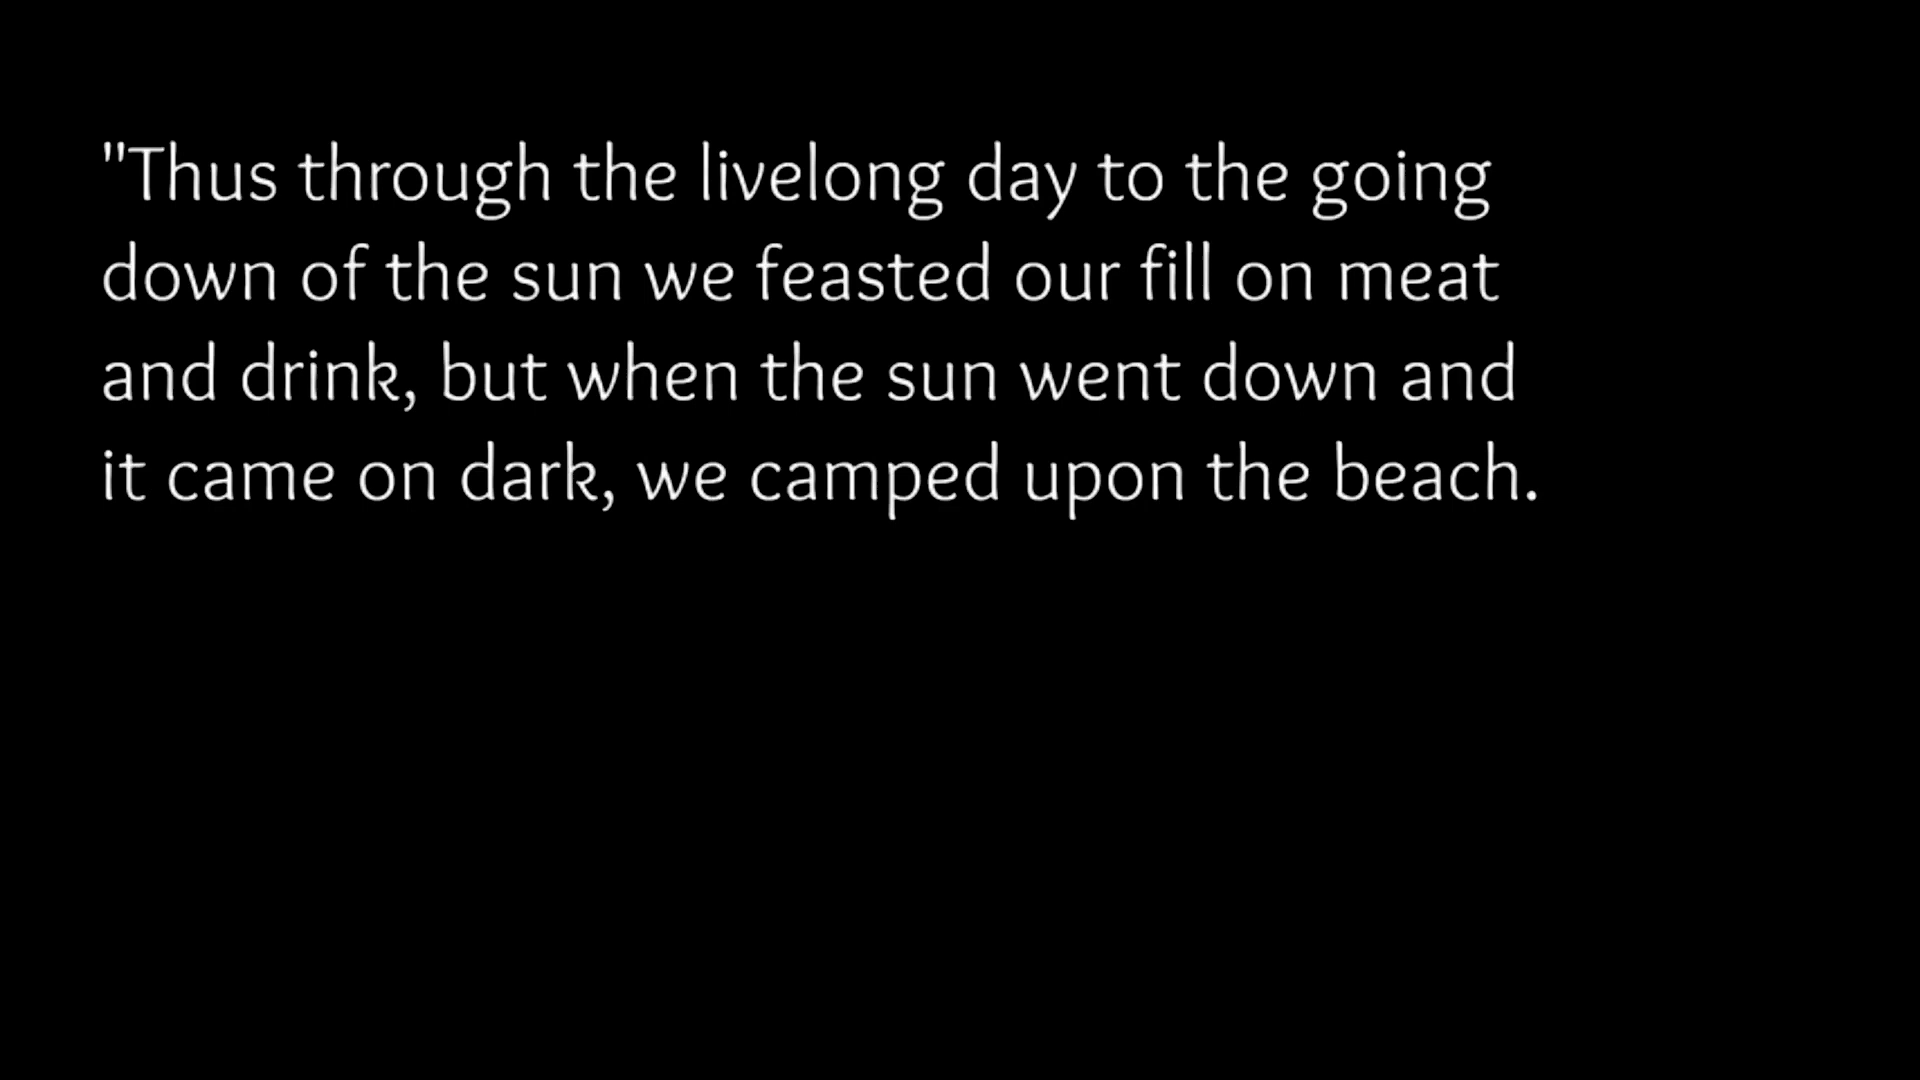 "Thus through the livelong day to the going
down of the sun we feasted our fill on meat
and drink, but when the sun went down and
it came on dark, we camped upon the beach.